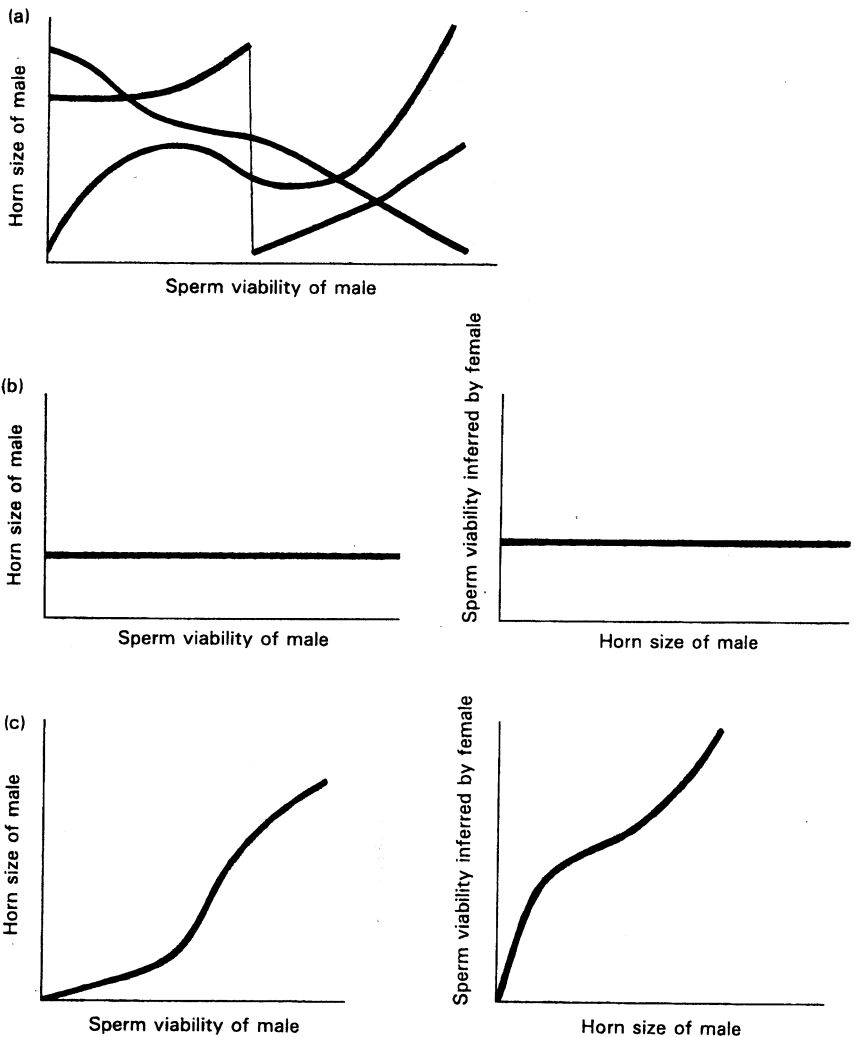 (a)
Horn size of male
Sperm viability of male
(b)
Horn size of male
Sperm viability of male
Sperm viability inferred by female
Horn size of male
(c)
Horn size of male
Sperm viability of male
Sperm viability inferred by female
Horn size of male